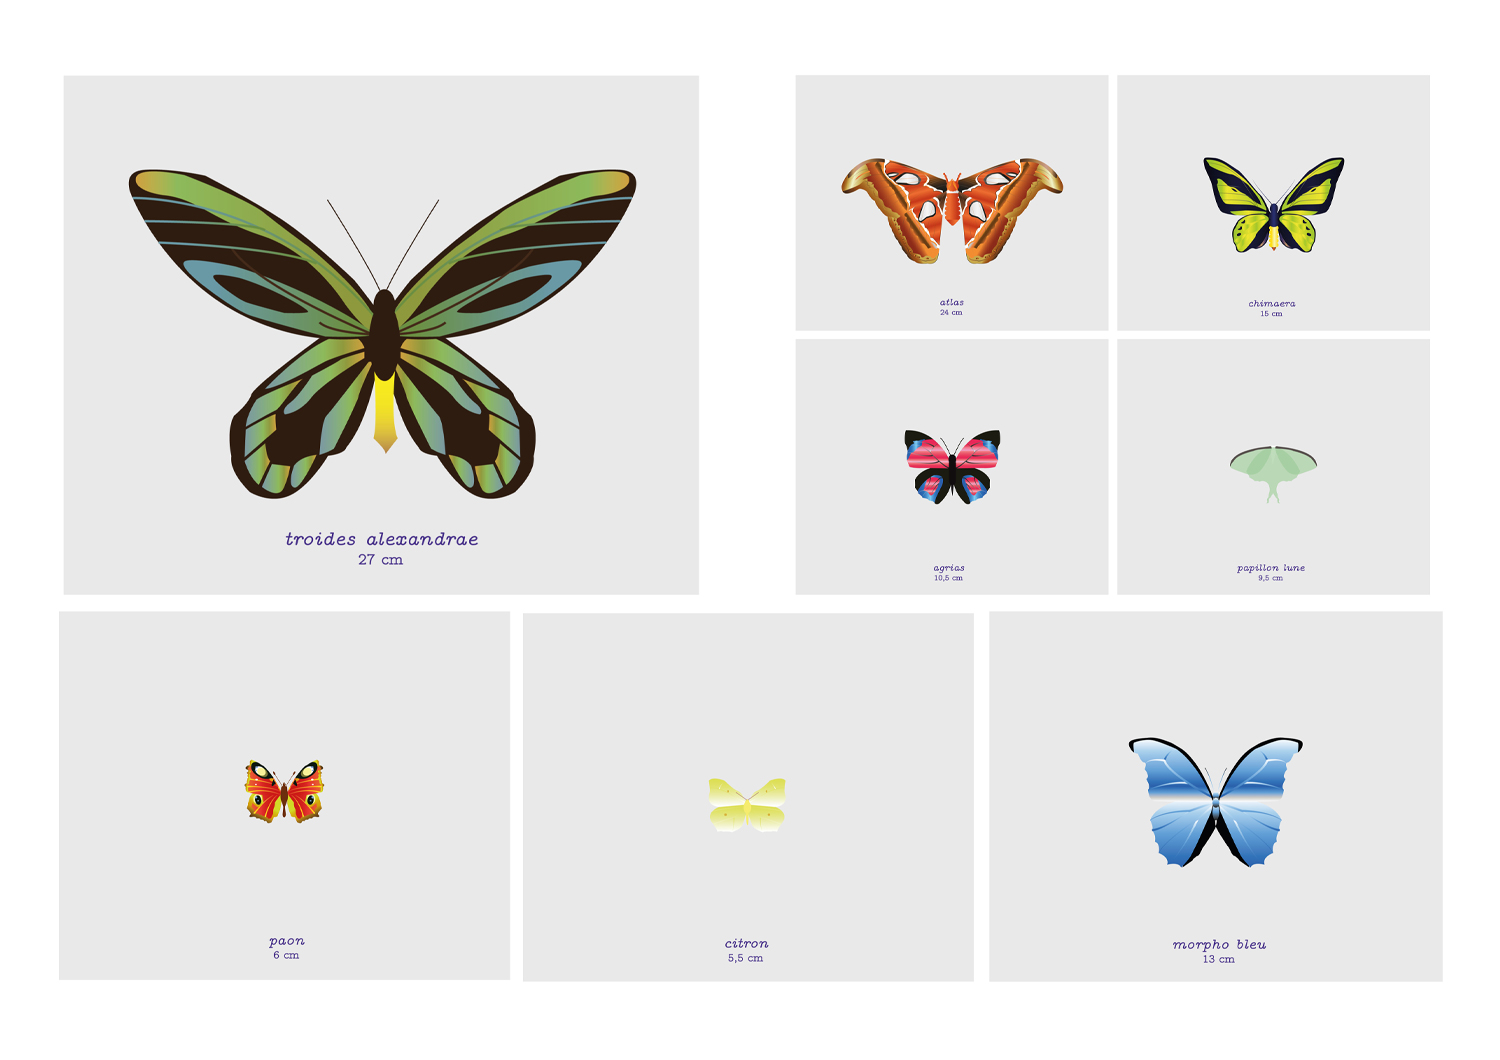 troides alexandrae
27 cm
atlas
24 cm
chimaera
15 cm
agrias
10,5 cm
papillon lune
9,5 cm
paon
6 cm
citron
5,5 cm
morpho bleu
13 cm